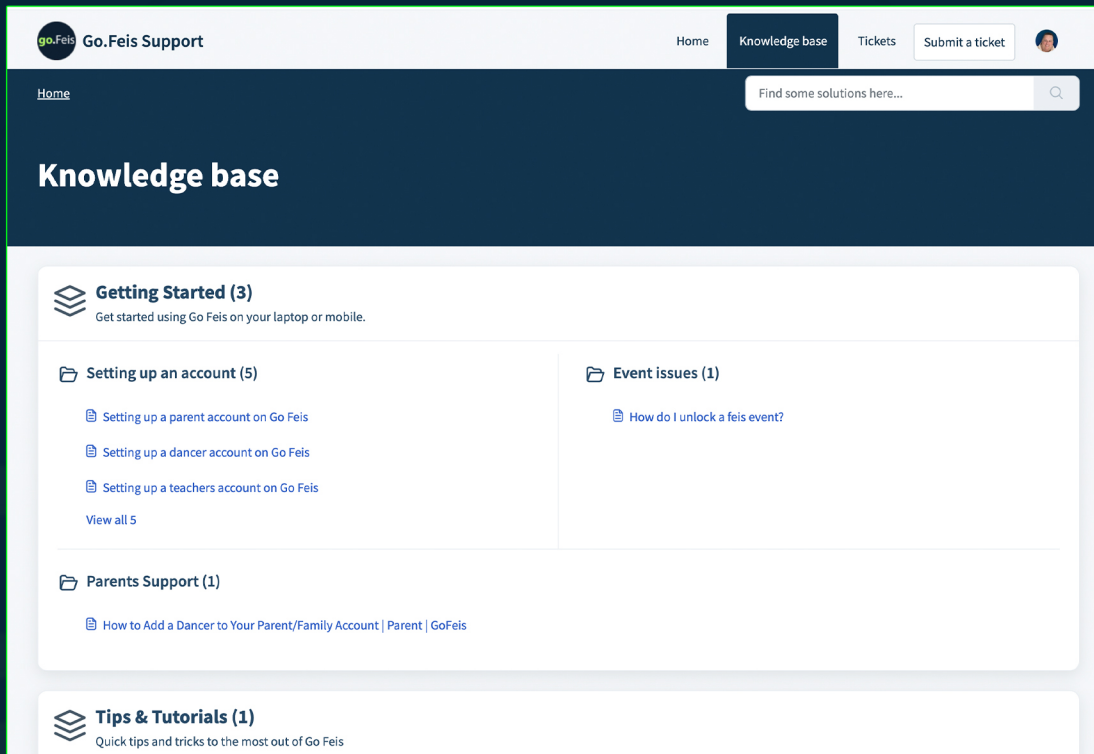 go.Feis Go.Feis Support
Home Knowledge base Tickets Submit a ticket
Home
Find some solutions here...
Knowledge base
Getting Started (3)
Get started using Go Feis on your laptop or mobile.
Setting up an account (5)
Setting up a parent account on Go Feis
Setting up a dancer account on Go Feis
Setting up a teachers account on Go Feis
View all 5
Event issues (1)
How do I unlock a feis event?
Parents Support (1)
How to Add a Dancer to Your Parent/Family Account | Parent | GoFeis
Tips & Tutorials (1)
Quick tips and tricks to the most out of Go Feis